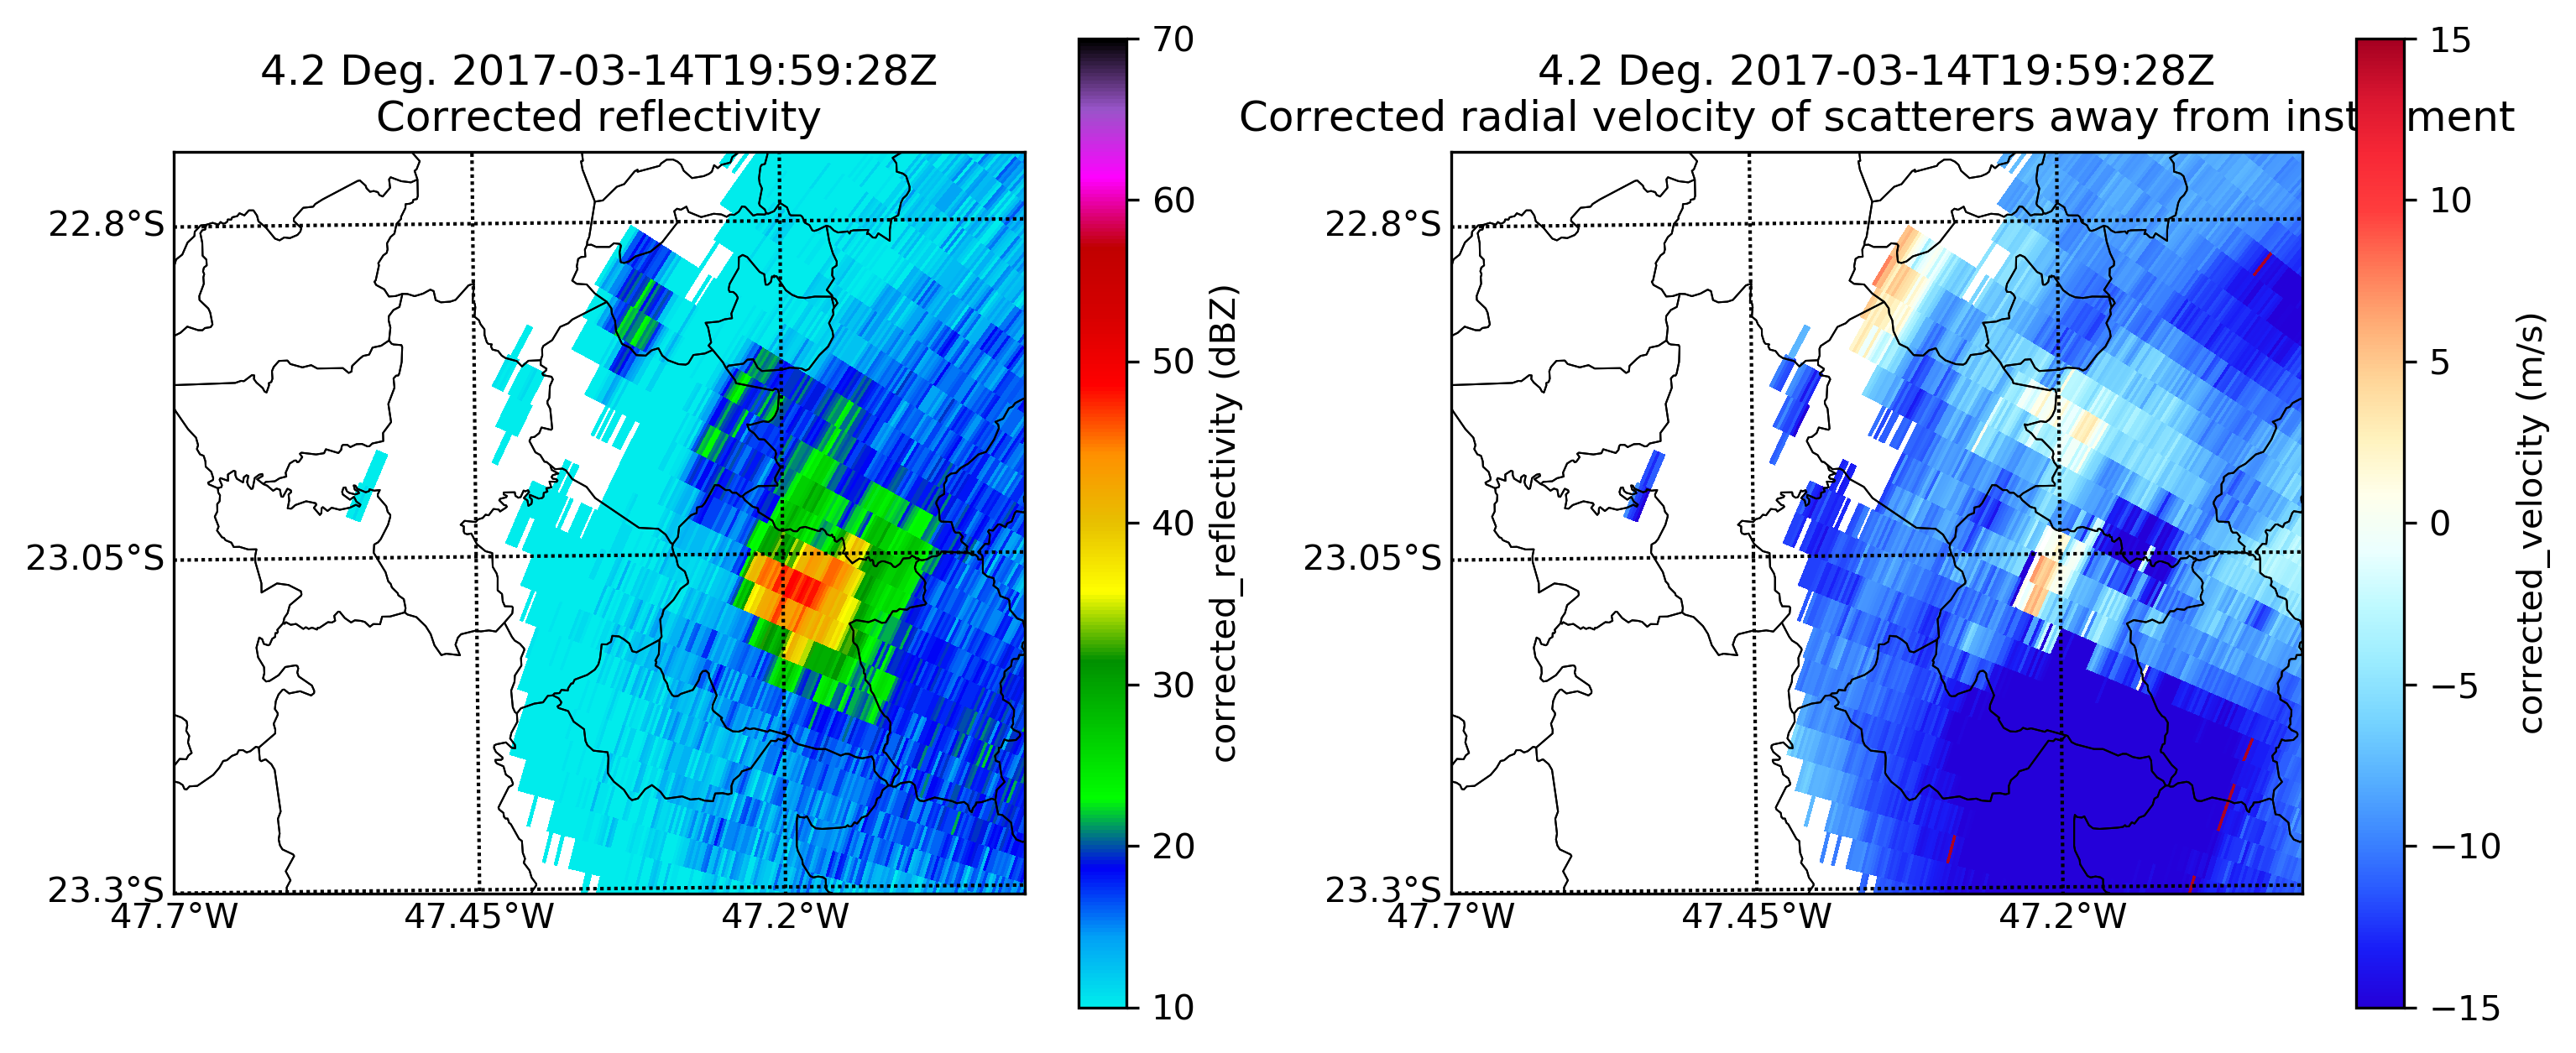 4.2 Deg. 2017-03-14T19:59:28Z
Corrected reflectivity
22.8°S
23.05°S
23.3°S
47.7°W
47.45°W
47.2°W
70
60
50
40
30
20
10
corrected_reflectivity (dBZ)
4.2 Deg. 2017-03-14T19:59:28Z
Corrected radial velocity of scatterers away from inst ment
22.8°S
23.05°S
23.3°S
47.7°W
47.45°W
47.2°W
15
10
5
0
−5
−10
−15
corrected_velocity (m/s)